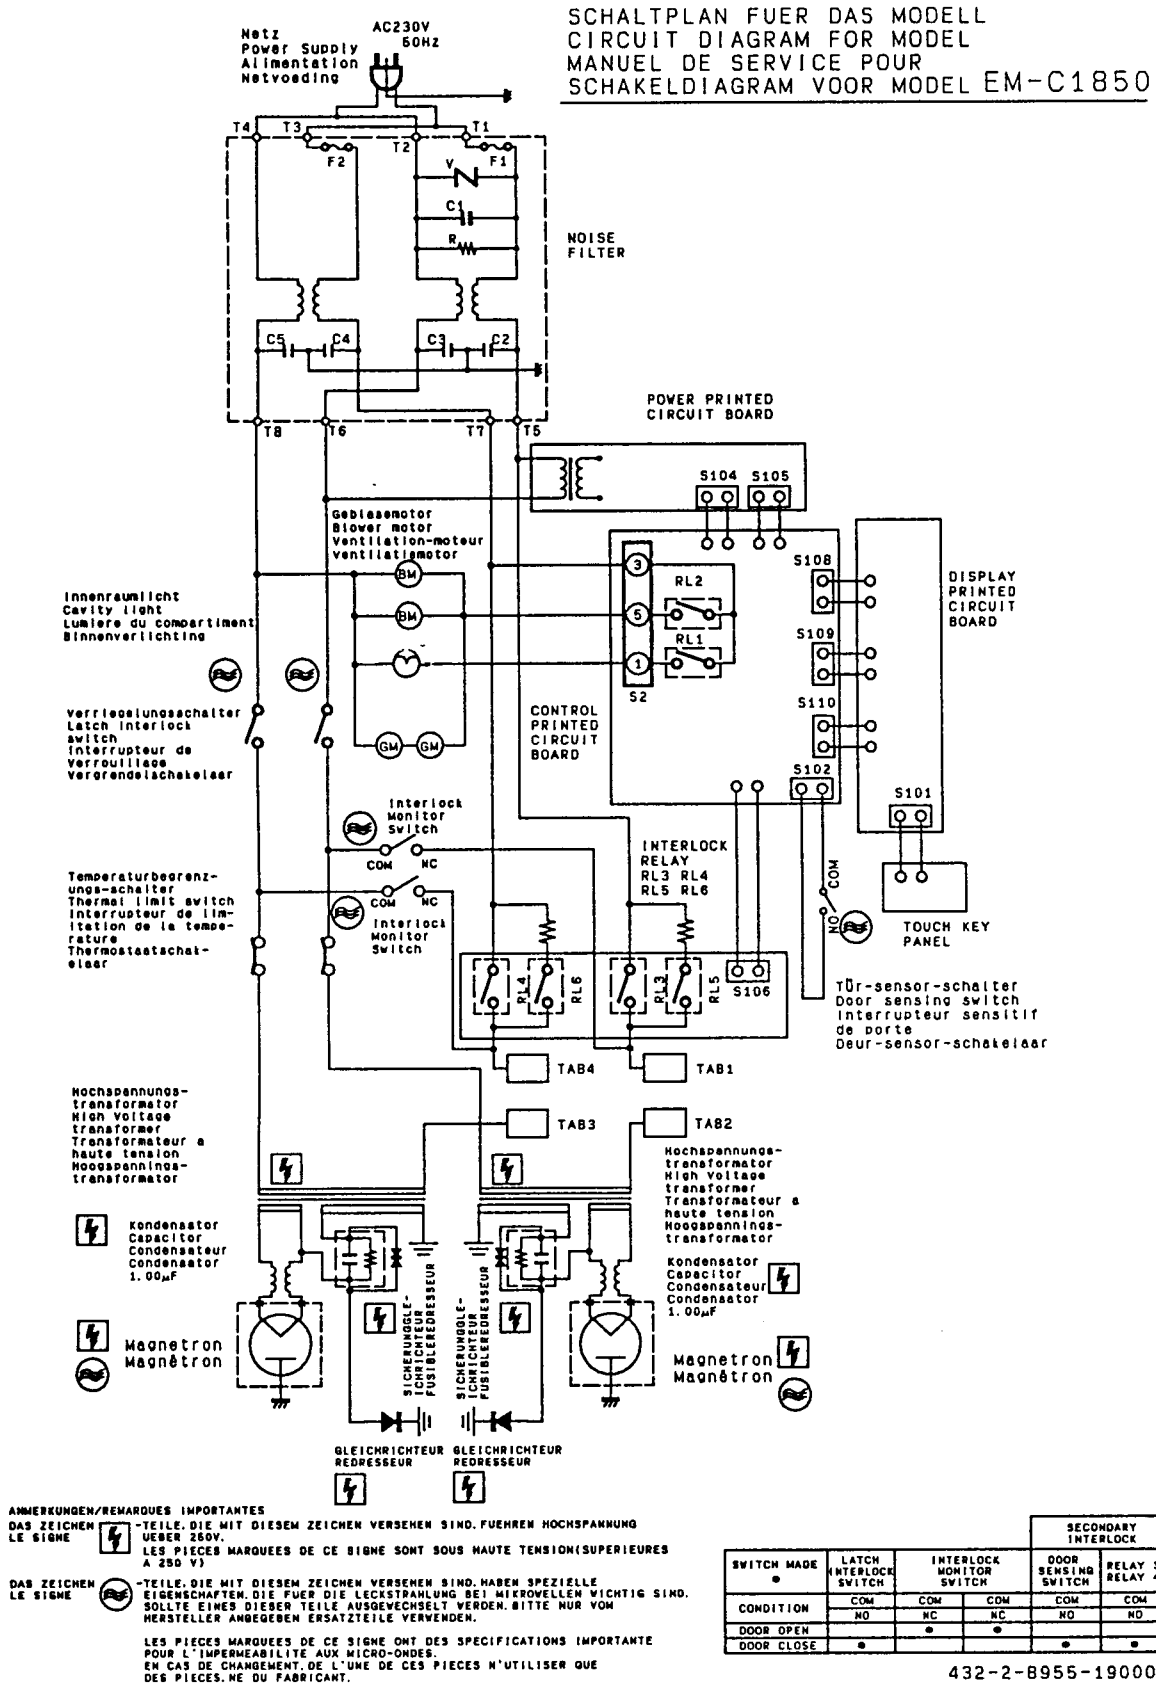 SCHALTPLAN FUER DAS MODELL
CIRCUIT DIAGRAM FOR MODEL
MANUEL DE SERVICE POUR
SCHAKELDIAGRAM VOOR MODEL EM-C1850
Netz
Power Supply
Alimentation
Netvoeding
AC230V
50Hz
T4
T3
T2
T1
F2
F1
V
C1
R
NOISE
FILTER
C5
C4
C3
C2
T8
T6
T7
T5
POWER PRINTED
CIRCUIT BOARD
S104
S105
Geblasemotor
Blower motor
Ventilation-moteur
Ventilatiemotor
BM
BM
GM
GM
3
5
1
RL2
RL1
S2
S108
S109
S110
DISPLAY
PRINTED
CIRCUIT
BOARD
Innenraumlicht
Cavity light
Lumiere du compartiment
Binnenverlichting
CONTROL
PRINTED
CIRCUIT
BOARD
Verriegelungsschalter
Latch Interlock
switch
Interrupteur de
Verrouillage
Vergrendelschakelaar
S102
S101
Interlock
Monitor
Switch
COM
NC
COM
NC
Interlock
Monitor
Switch
INTERLOCK
RELAY
RL3 RL4
RL5 RL6
COM
NO
TOUCH KEY
PANEL
Temperaturbegrenz-
ungs-schalter
Thermal limit switch
Interrupteur de lim-
itation de la tempe-
rature
Thermostaatschak-
elaar
RL4
RL6
RL3
RL5
S106
Tür-sensor-schalter
Door sensing switch
Interrupteur sensitif
de porte
Deur-sensor-schakelaar
TAB4
TAB1
TAB3
TAB2
Hochspannungs-
transformator
High Voltage
transformer
Transformateur a
haute tension
Hoogspannings-
transformator
Hochspannungs-
transformator
High Voltage
transformer
Transformateur a
haute tension
Hoogspannings-
transformator
Kondensator
Capacitor
Condensateur
Condensator
1.00µF
Kondensator
Capacitor
Condensateur
Condensator
1.00µF
SICHERUNGGLE-
ICHRICHTEUR
FUSIBLEREDRESSEUR
SICHERUNGGLE-
ICHRICHTEUR
FUSIBLEREDRESSEUR
Magnetron
Magnêtron
Magnetron
Magnêtron
GLEICHRICHTEUR
REDRESSEUR
GLEICHRICHTEUR
REDRESSEUR
ANMERKUNGEN/REMARQUES IMPORTANTES
DAS ZEICHEN
LE SIGNE
-TEILE.DIE MIT DIESEM ZEICHEN VERSEHEN SIND.FUEHREN HOCHSPANNUNG
UEBER 250V.
LES PIECES MARQUEES DE CE SIGNE SONT SOUS HAUTE TENSION(SUPERIEURES
A 250 V)
DAS ZEICHEN
LE SIGNE
-TEILE.DIE MIT DIESEM ZEICHEN VERSEHEN SIND.HABEN SPEZIELLE
EIGENSCHAFTEN.DIE FUER DIE LECKSTRAHLUNG BEI MIKROWELLEN WICHTIG SIND.
SOLLTE EINES DIESER TEILE AUSGEWECHSELT WERDEN.BITTE NUR VOM
HERSTELLER ANGEGEBEN ERSATZTEILE VERWENDEN.
LES PIECES MARQUEES DE CE SIGNE ONT DES SPECIFICATIONS IMPORTANTE
POUR L'IMPERMEABILITE AUX MICRO-ONDES.
EN CAS DE CHANGEMENT.DE L'UNE DE CES PIECES N'UTILISER QUE
DES PIECES.NE DU FABRICANT.
SECONDARY
INTERLOCK
SWITCH MADE
LATCH
INTERLOCK
SWITCH
INTERLOCK
MONITOR
SWITCH
DOOR
SENSING
SWITCH
RELAY
RELAY
CONDITION
COM
COM
COM
COM
COM
NO
NC
NC
NO
NO
DOOR OPEN
DOOR CLOSE
432-2-8955-19000